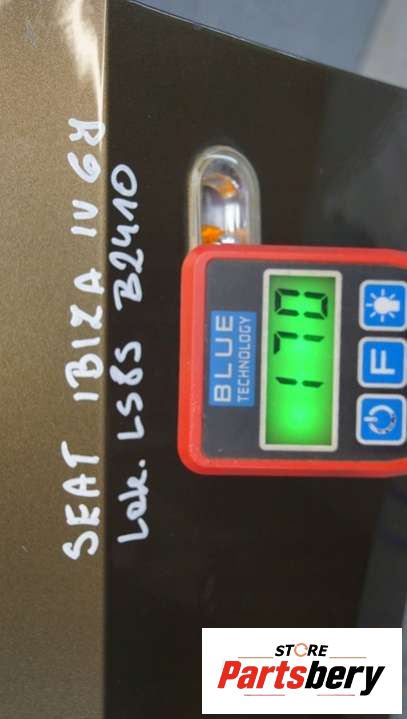 SEAT IBIZA IV 6J
Lak. LS8S B2410
BLUE
TECHNOLOGY
170
F
STORE
Partsbery